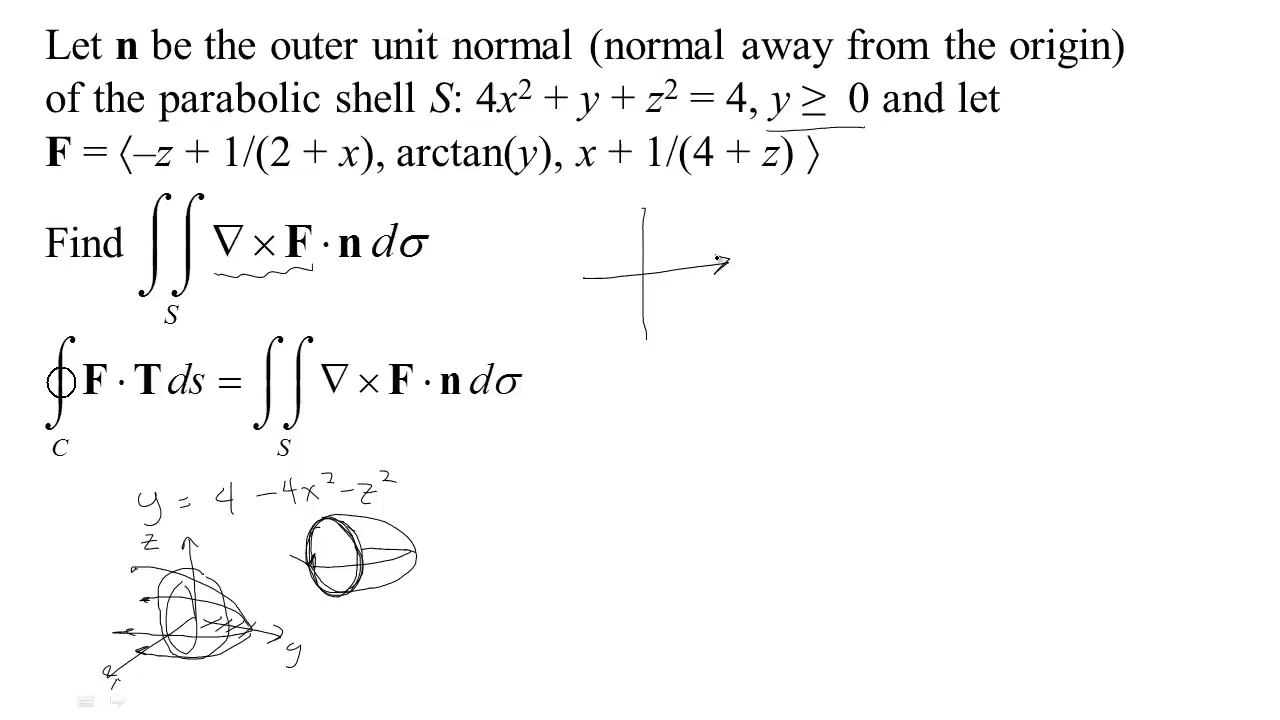 Let n be the outer unit normal (normal away from the origin)
of the parabolic shell S: 4x² + y + z² = 4, y ≥ 0 and let
F = ⟨–z + 1/(2 + x), arctan(y), x + 1/(4 + z) ⟩
Find ∬_S ∇ × F · n dσ
∮_C F · T ds = ∬_S ∇ × F · n dσ
y = 4 – 4x² – z²
z
y